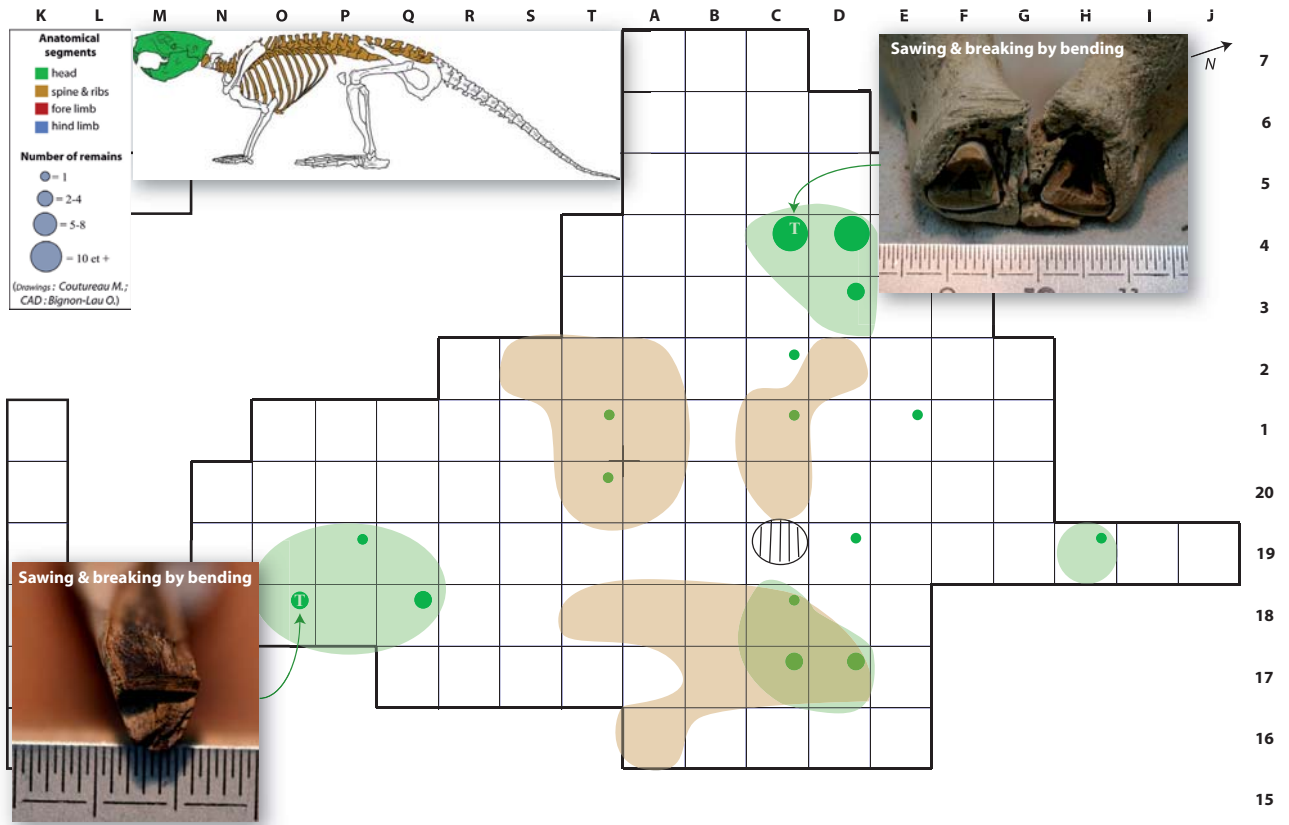 K L M N O P Q R S T A B C D E F G H I J
Anatomical
segments
head
spine & ribs
fore limb
hind limb
Number of remains
= 1
= 2-4
= 5-8
= 10 et +
(Drawings : Coutureau M.;
CAD : Bignon-Lau O.)
Sawing & breaking by bending
N
7
6
5
4
3
2
1
20
19
18
17
16
15
T
T
Sawing & breaking by bending